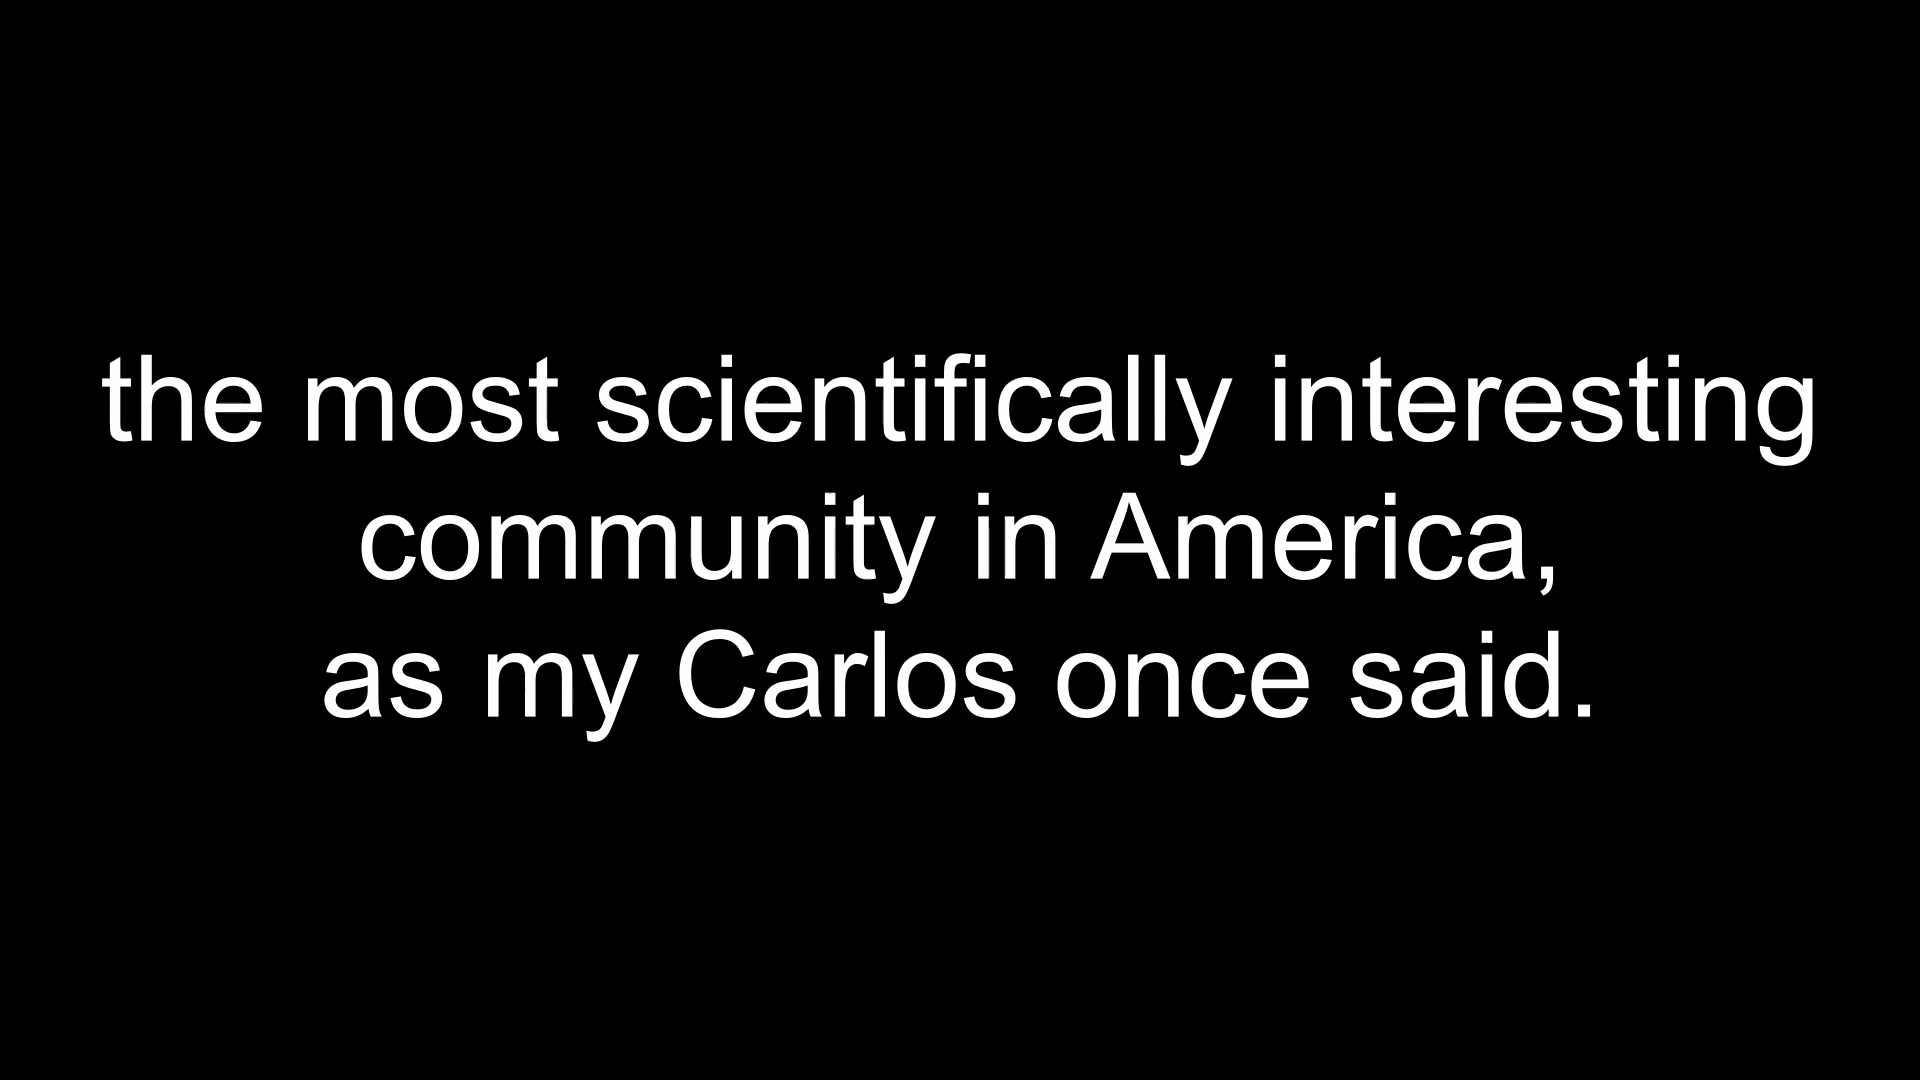 the most scientifically interesting
community in America,
as my Carlos once said.